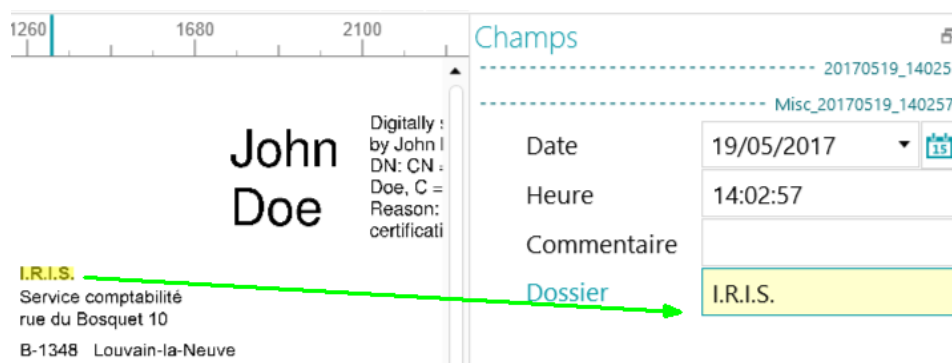 1260 1680 2100
John
Doe
Digitally
by John
DN: CN =
Doe, C =
Reason:
certificati
I.R.I.S.
Service comptabilité
rue du Bosquet 10
B-1348 Louvain-la-Neuve
Champs
20170519_14025
Misc_20170519_140257
Date 19/05/2017 15
Heure 14:02:57
Commentaire
Dossier I.R.I.S.